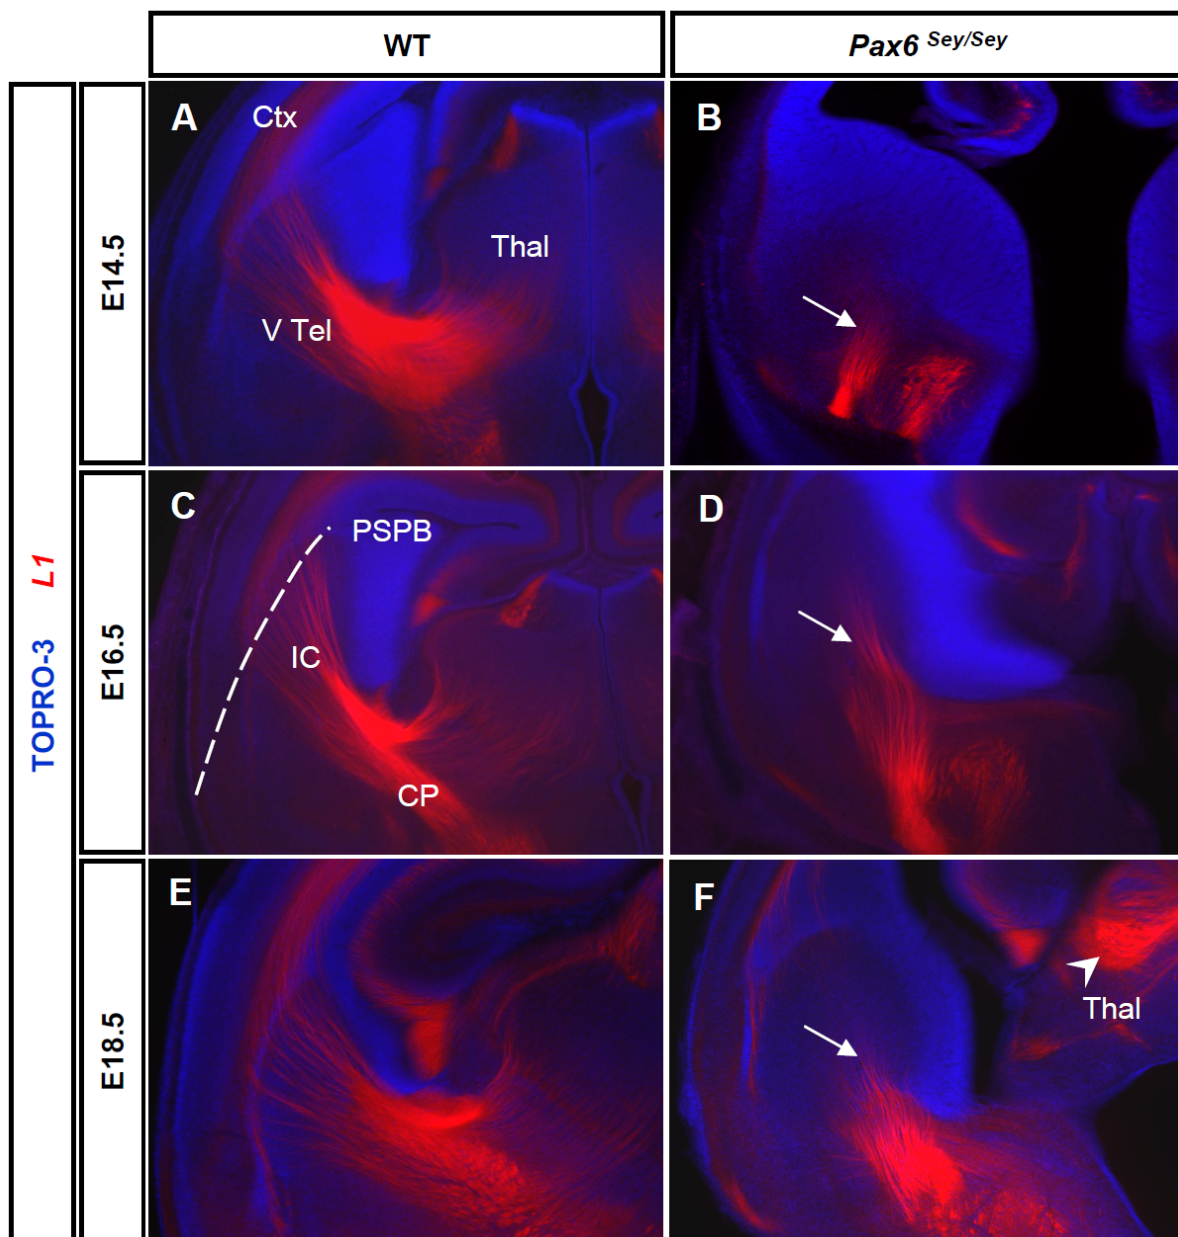 WT
Pax6 Sey/Sey
TOPRO-3 L1
E14.5
A
Ctx
Thal
V Tel
B
E16.5
C
PSPB
IC
CP
D
E18.5
E
F
Thal